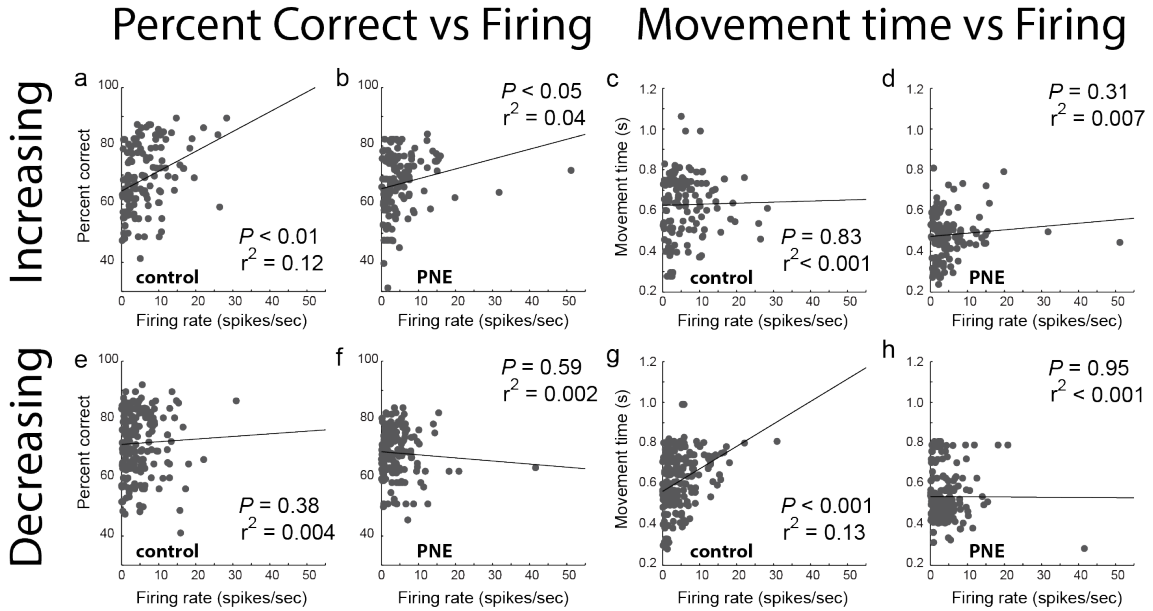 Percent Correct vs Firing
Movement time vs Firing
Increasing
a
100
80
60
40
Percent correct
P < 0.01
r² = 0.12
control
0 10 20 30 40 50
Firing rate (spikes/sec)
b
100
80
60
40
P < 0.05
r² = 0.04
PNE
0 10 20 30 40 50
Firing rate (spikes/sec)
c
1.2
1.0
0.8
0.6
0.4
0.2
Movement time (s)
P = 0.83
r² < 0.001
control
0 10 20 30 40 50
Firing rate (spikes/sec)
d
1.2
1.0
0.8
0.6
0.4
0.2
P = 0.31
r² = 0.007
PNE
0 10 20 30 40 50
Firing rate (spikes/sec)
Decreasing
e
100
80
60
40
Percent correct
P = 0.38
r² = 0.004
control
0 10 20 30 40 50
Firing rate (spikes/sec)
f
100
80
60
40
P = 0.59
r² = 0.002
PNE
0 10 20 30 40 50
Firing rate (spikes/sec)
g
1.2
1.0
0.8
0.6
0.4
0.2
Movement time (s)
P < 0.001
r² = 0.13
control
0 10 20 30 40 50
Firing rate (spikes/sec)
h
1.2
1.0
0.8
0.6
0.4
0.2
P = 0.95
r² < 0.001
PNE
0 10 20 30 40 50
Firing rate (spikes/sec)